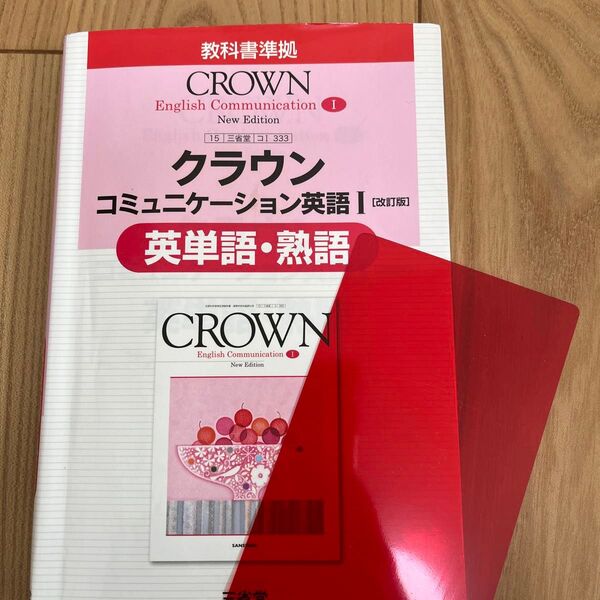 教科書準拠
CROWN
English Communication I
New Edition
15 三省堂 コI 333
クラウン
コミュニケーション英語I[改訂版]
英単語・熟語
CROWN
English Communication 1
New Edition